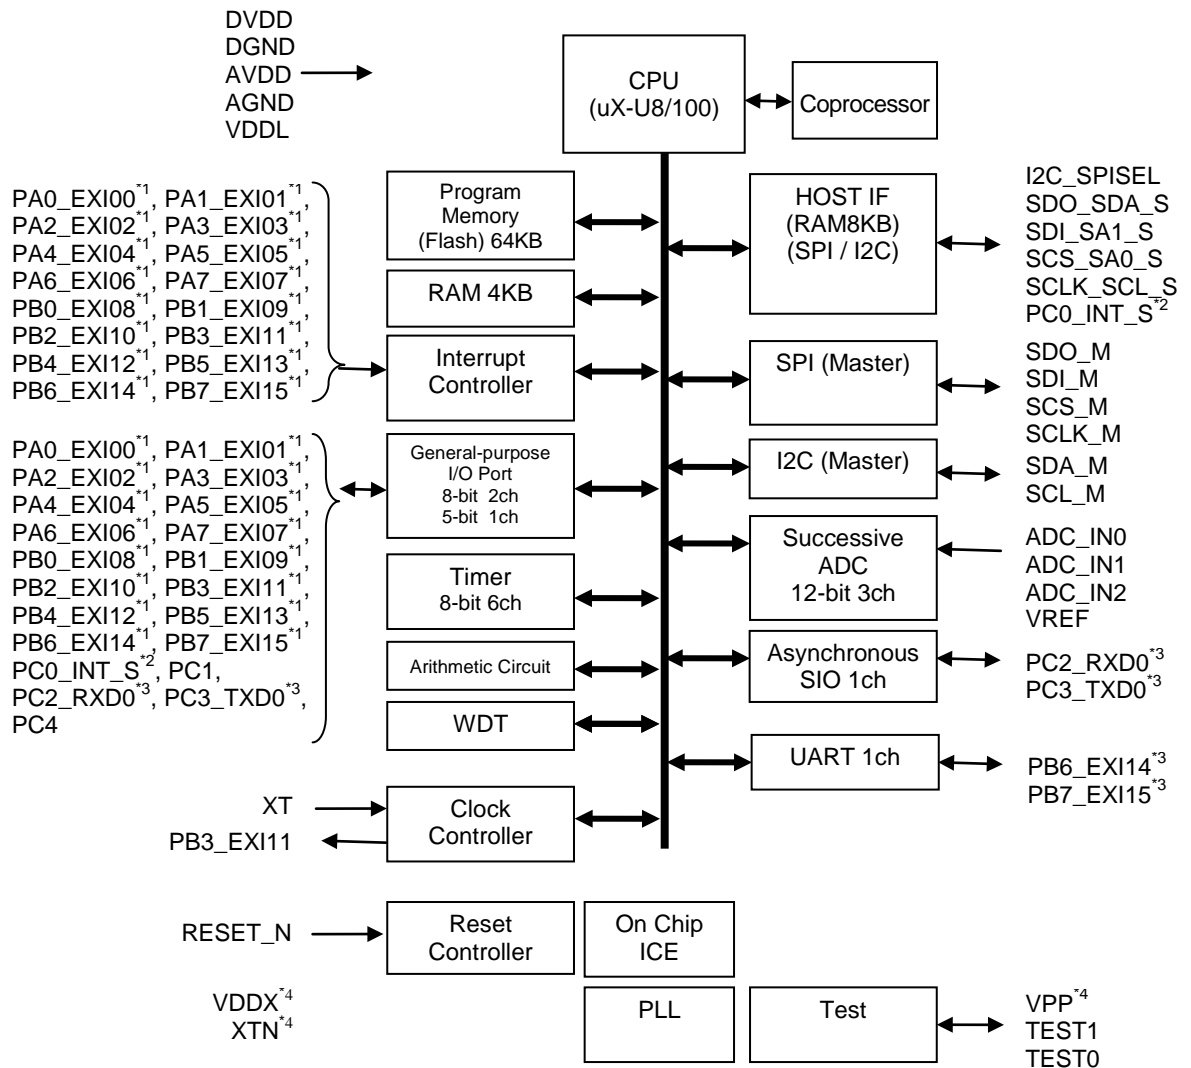 DVDD
DGND
AVDD
AGND
VDDL
CPU
(uX-U8/100)
Coprocessor
PA0_EXI00*1, PA1_EXI01*1,
PA2_EXI02*1, PA3_EXI03*1,
PA4_EXI04*1, PA5_EXI05*1,
PA6_EXI06*1, PA7_EXI07*1,
PB0_EXI08*1, PB1_EXI09*1,
PB2_EXI10*1, PB3_EXI11*1,
PB4_EXI12*1, PB5_EXI13*1,
PB6_EXI14*1, PB7_EXI15*1
Program
Memory
(Flash) 64KB
RAM 4KB
Interrupt
Controller
HOST IF
(RAM8KB)
(SPI / I2C)
I2C_SPISEL
SDO_SDA_S
SDI_SA1_S
SCS_SA0_S
SCLK_SCL_S
PC0_INT_S*2
SPI (Master)
SDO_M
SDI_M
SCS_M
SCLK_M
PA0_EXI00*1, PA1_EXI01*1,
PA2_EXI02*1, PA3_EXI03*1,
PA4_EXI04*1, PA5_EXI05*1,
PA6_EXI06*1, PA7_EXI07*1,
PB0_EXI08*1, PB1_EXI09*1,
PB2_EXI10*1, PB3_EXI11*1,
PB4_EXI12*1, PB5_EXI13*1,
PB6_EXI14*1, PB7_EXI15*1
PC0_INT_S*2, PC1,
PC2_RXD0*3, PC3_TXD0*3,
PC4
General-purpose
I/O Port
8-bit 2ch
5-bit 1ch
Timer
8-bit 6ch
Arithmetic Circuit
WDT
I2C (Master)
SDA_M
SCL_M
Successive
ADC
12-bit 3ch
ADC_IN0
ADC_IN1
ADC_IN2
VREF
Asynchronous
SIO 1ch
PC2_RXD0*3
PC3_TXD0*3
UART 1ch
PB6_EXI14*3
PB7_EXI15*3
XT
PB3_EXI11
Clock
Controller
RESET_N
Reset
Controller
On Chip
ICE
VDDX*4
XTN*4
PLL
Test
VPP*4
TEST1
TEST0